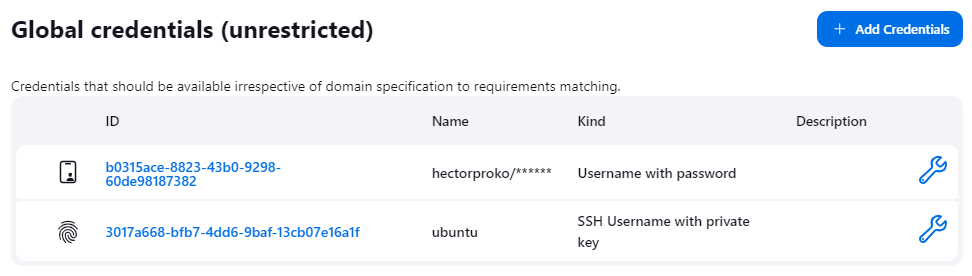 Global credentials (unrestricted)
+ Add Credentials
Credentials that should be available irrespective of domain specification to requirements matching.
ID Name Kind Description
b0315ace-8823-43b0-9298-
60de98187382
hectorproko/******
Username with password
3017a668-bfb7-4dd6-9baf-13cb07e16a1f
ubuntu
SSH Username with private
key